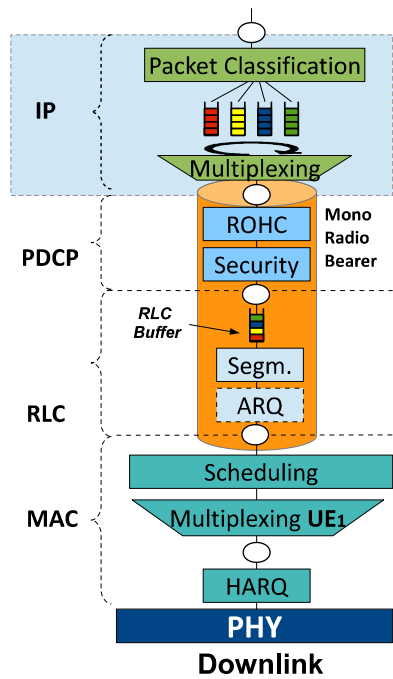 Packet Classification
IP
Multiplexing
ROHC
Mono
Radio
Bearer
PDCP
Security
RLC
Buffer
Segm.
ARQ
RLC
Scheduling
MAC
Multiplexing UE1
HARQ
PHY
Downlink